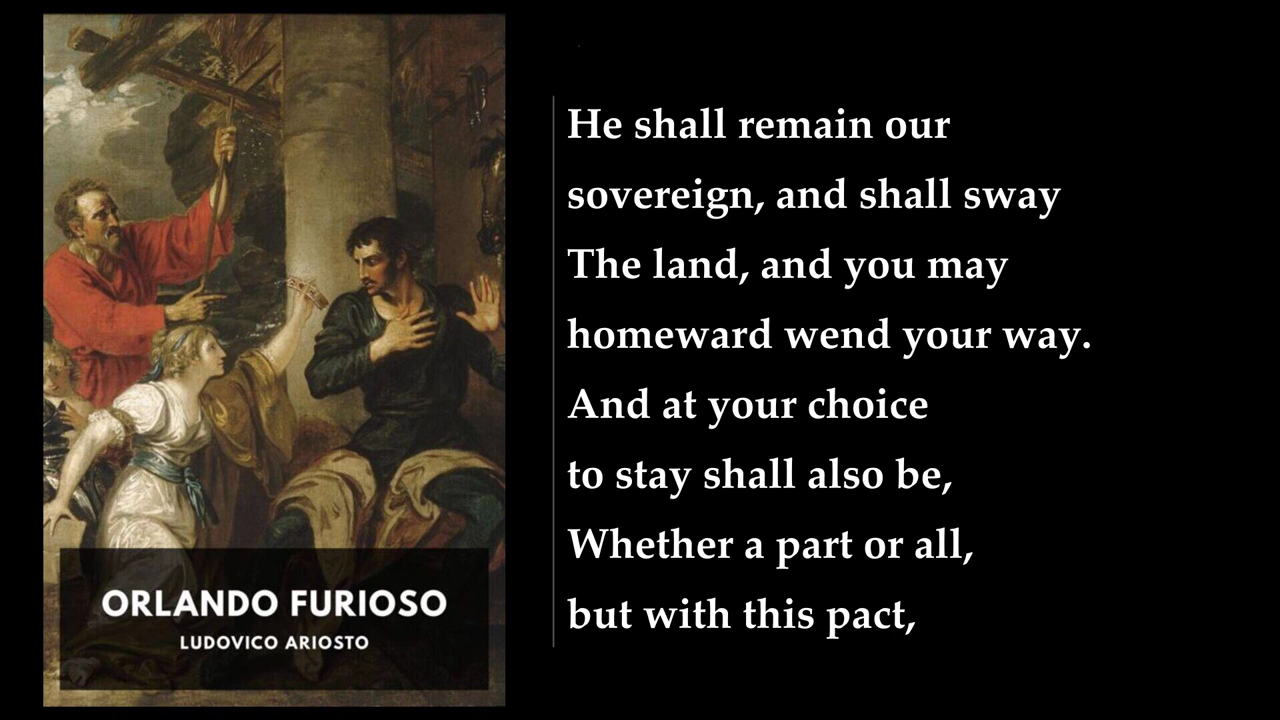 ORLANDO FURIOSO
LUDOVICO ARIOSTO
He shall remain our
sovereign, and shall sway
The land, and you may
homeward wend your way.
And at your choice
to stay shall also be,
Whether a part or all,
but with this pact,